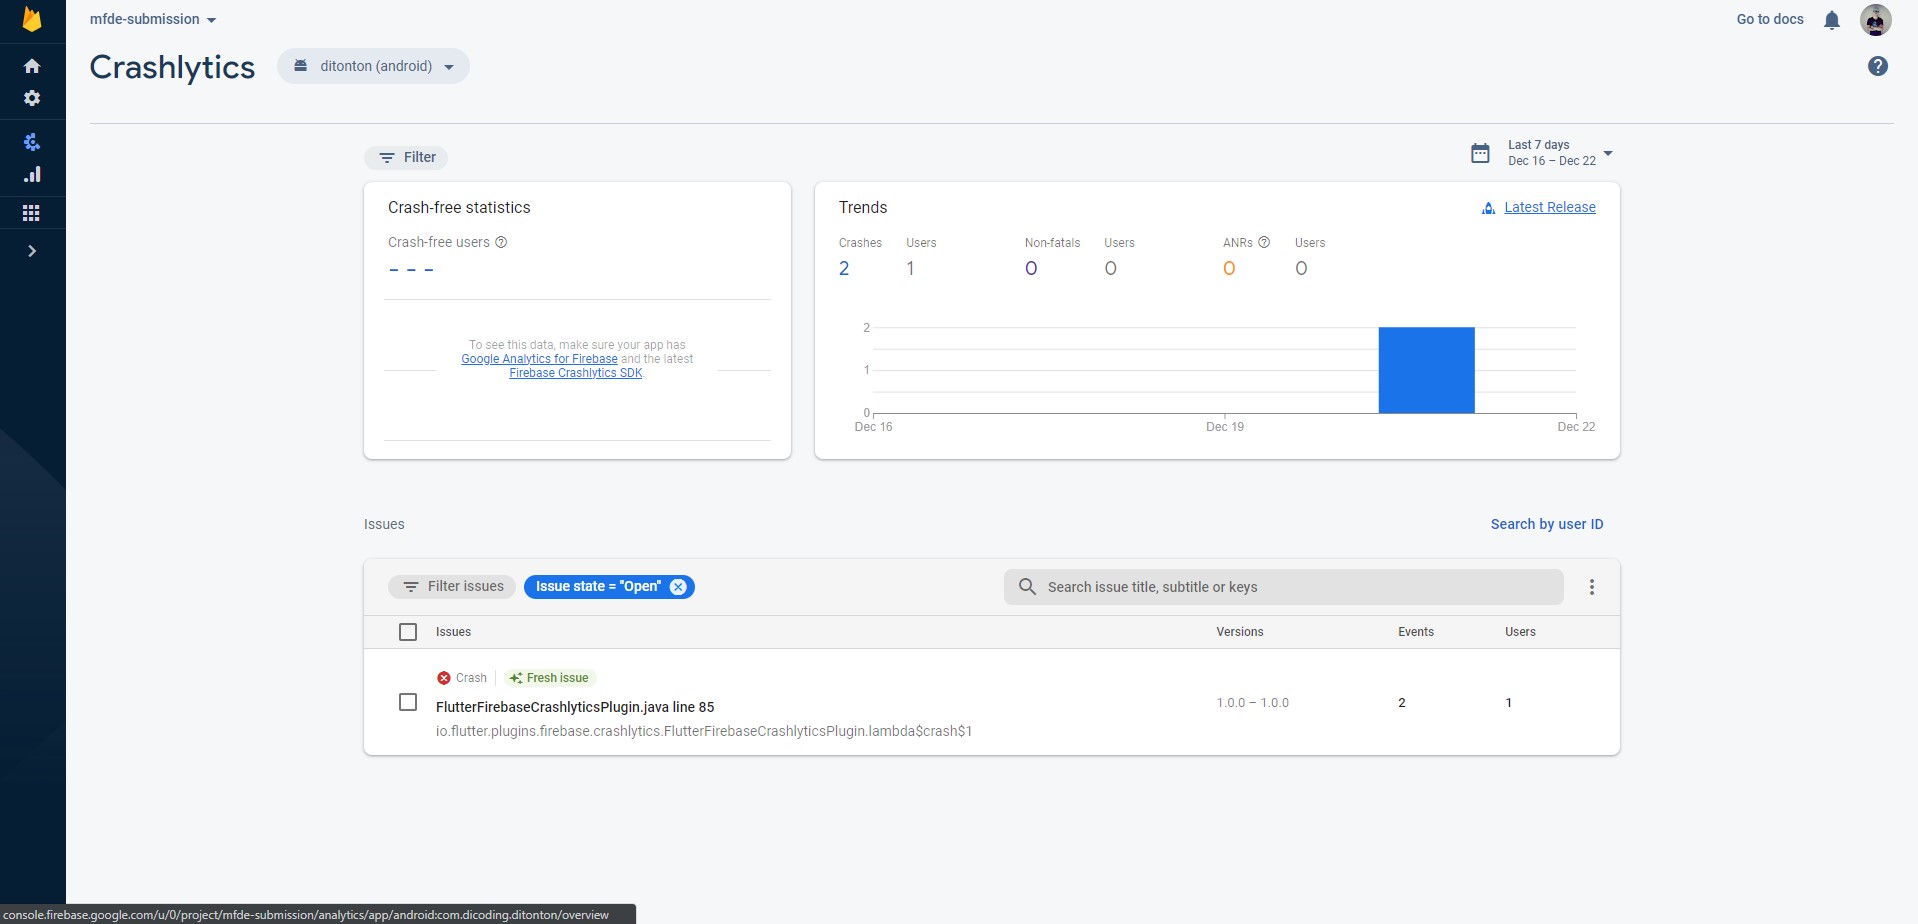 mfde-submission
Go to docs
Crashlytics
ditonton (android)
Filter
Last 7 days
Dec 16 – Dec 22
Crash-free statistics
Crash-free users
- - -
To see this data, make sure your app has
Google Analytics for Firebase and the latest
Firebase Crashlytics SDK.
Trends
Latest Release
Crashes Users Non-fatals Users ANRs Users
2 1 0 0 0 0
2
1
0
Dec 16 Dec 19 Dec 22
Issues
Search by user ID
Filter issues
Issue state = "Open"
Search issue title, subtitle or keys
Issues Versions Events Users
Crash Fresh issue
FlutterFirebaseCrashlyticsPlugin.java line 85
1.0.0 – 1.0.0 2 1
io.flutter.plugins.firebase.crashlytics.FlutterFirebaseCrashlyticsPlugin.lambda$crash$1
console.firebase.google.com/u/0/project/mfde-submission/analytics/app/android:com.dicoding.ditonton/overview